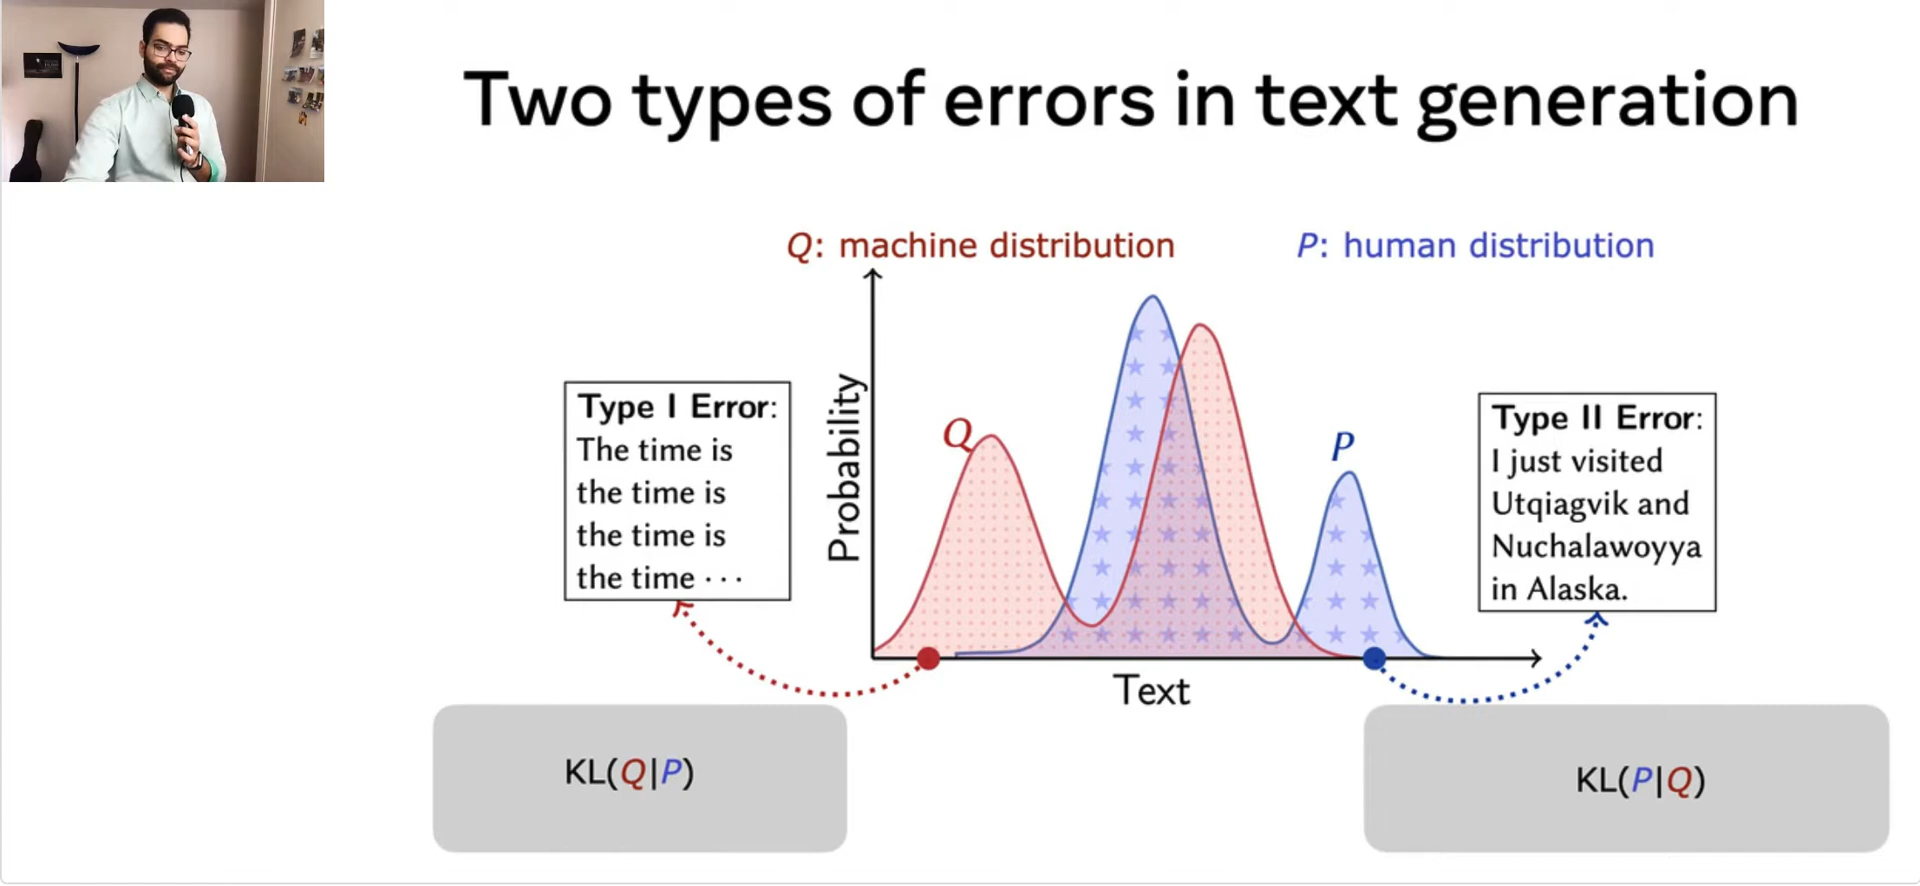 Two types of errors in text generation
Q: machine distribution
P: human distribution
Type I Error:
The time is
the time is
the time is
the time ···
Probability
Q
P
Type II Error:
I just visited
Utqiagvik and
Nuchalawoyya
in Alaska.
Text
KL(Q|P)
KL(P|Q)